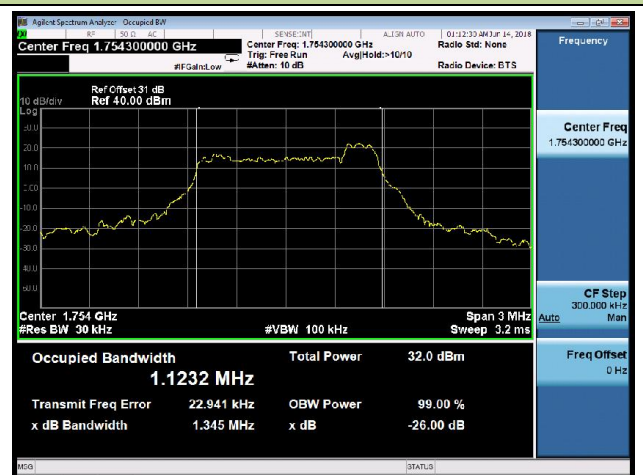 Agilent Spectrum Analyzer Occupied BW
RF 50 Ω AC SENSE:INT ALIGN AUTO 01:12:30 AM Jun 14, 2018
Center Freq 1.754300000 GHz
Center Freq: 1.754300000 GHz Radio Std: None
Trig: Free Run Avg|Hold:>10/10
#IFGain:Low #Atten: 10 dB Radio Device: BTS
Ref Offset 31 dB
10 dB/div Ref 40.00 dBm
Log
30.0
20.0
10.0
0.00
-10.0
-20.0
-30.0
-40.0
-50.0
Center 1.754 GHz Span 3 MHz
#Res BW 30 kHz #VBW 100 kHz Sweep 3.2 ms
Occupied Bandwidth Total Power 32.0 dBm
1.1232 MHz
Transmit Freq Error 22.941 kHz OBW Power 99.00 %
x dB Bandwidth 1.345 MHz x dB -26.00 dB
Frequency
Center Freq
1.754300000 GHz
CF Step
300.000 kHz
Auto Man
Freq Offset
0 Hz
MSG STATUS